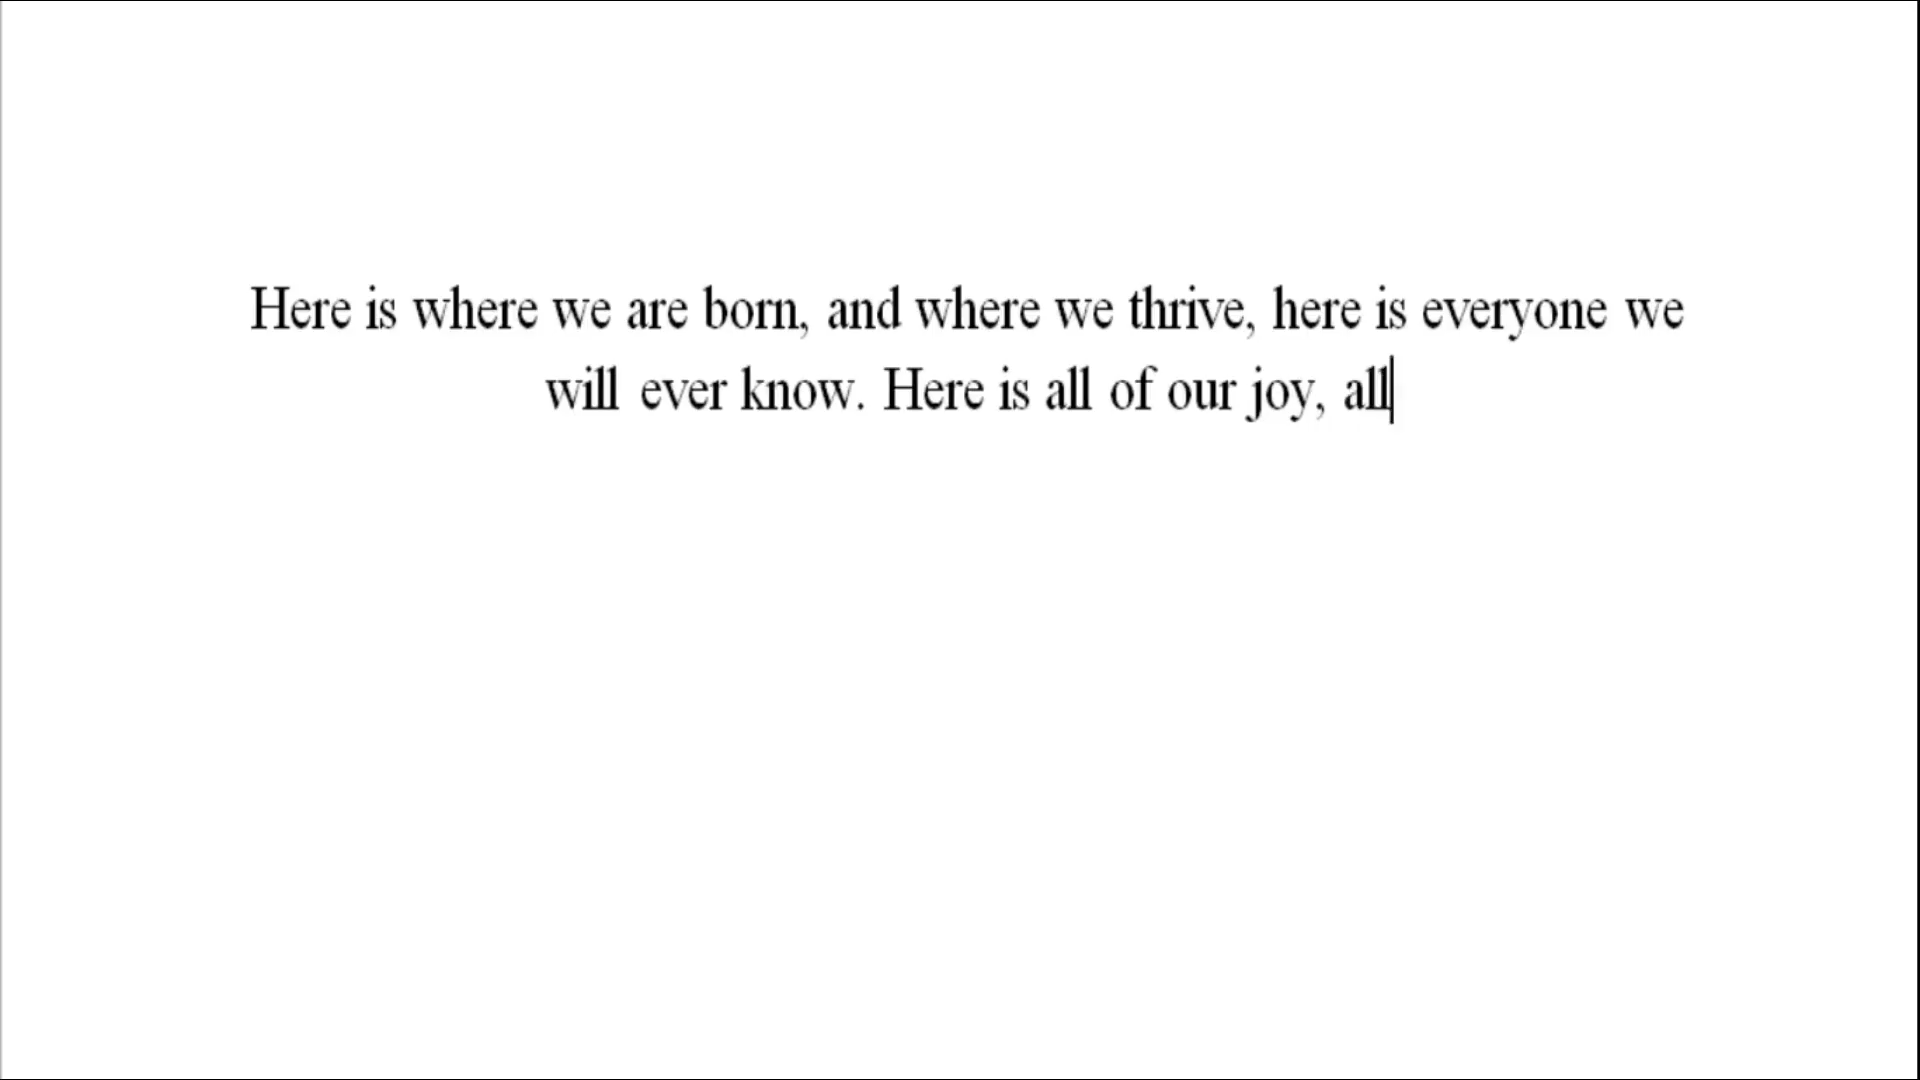 Here is where we are born, and where we thrive, here is everyone we
will ever know. Here is all of our joy, all